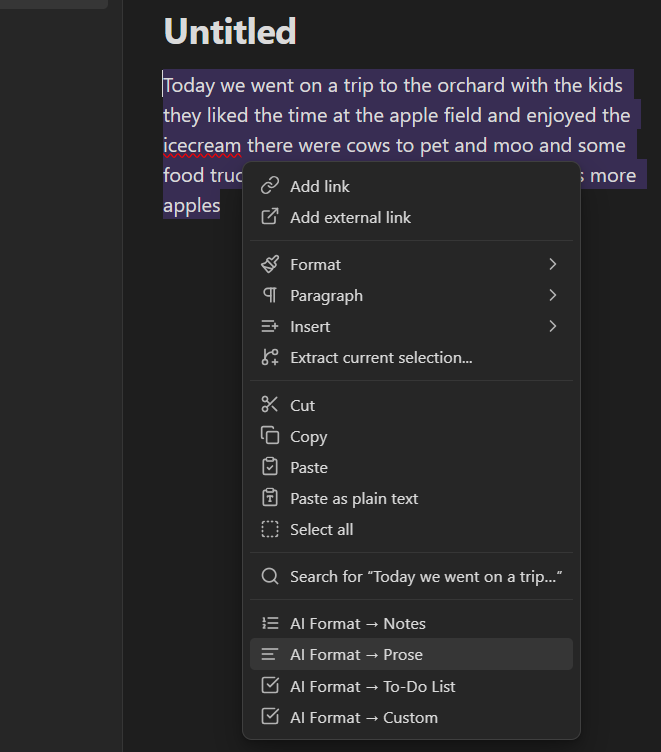 Untitled
Today we went on a trip to the orchard with the kids
they liked the time at the apple field and enjoyed the
icecream there were cows to pet and moo and some
food more
apples
Add link
Add external link
Format
Paragraph
Insert
Extract current selection...
Cut
Copy
Paste
Paste as plain text
Select all
Search for “Today we went on a trip...”
AI Format → Notes
AI Format → Prose
AI Format → To-Do List
AI Format → Custom